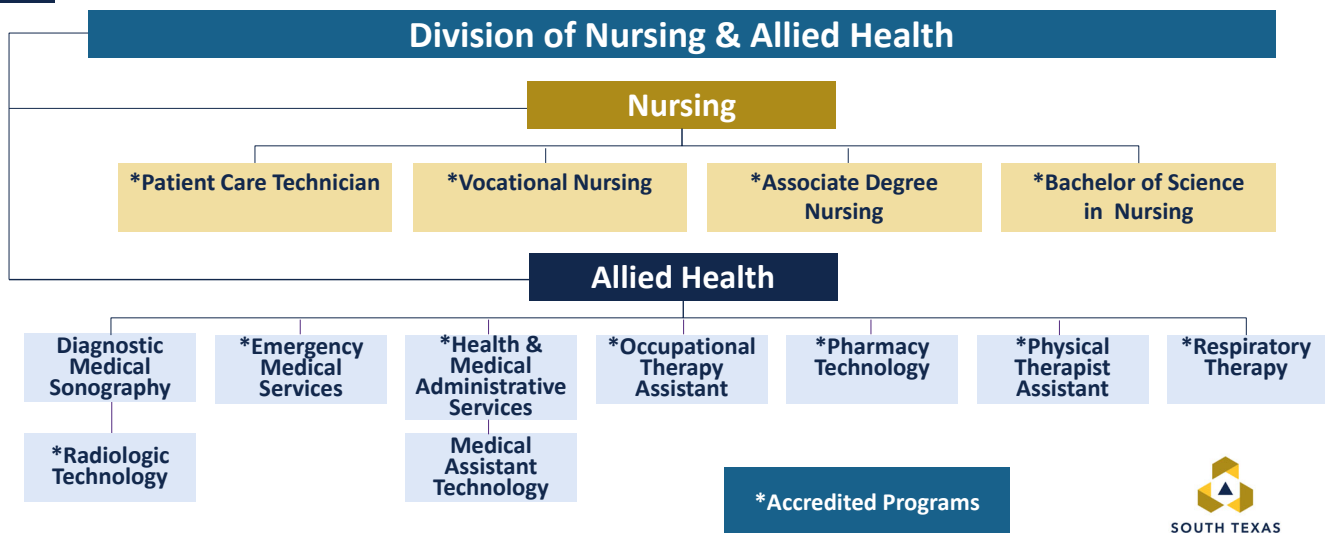 Division of Nursing & Allied Health
Nursing
*Patient Care Technician
*Vocational Nursing
*Associate Degree
Nursing
*Bachelor of Science
in Nursing
Allied Health
Diagnostic
Medical
Sonography
*Emergency
Medical
Services
*Health &
Medical
Administrative
Services
*Occupational
Therapy
Assistant
*Pharmacy
Technology
*Physical
Therapist
Assistant
*Respiratory
Therapy
*Radiologic
Technology
Medical
Assistant
Technology
*Accredited Programs
SOUTH TEXAS